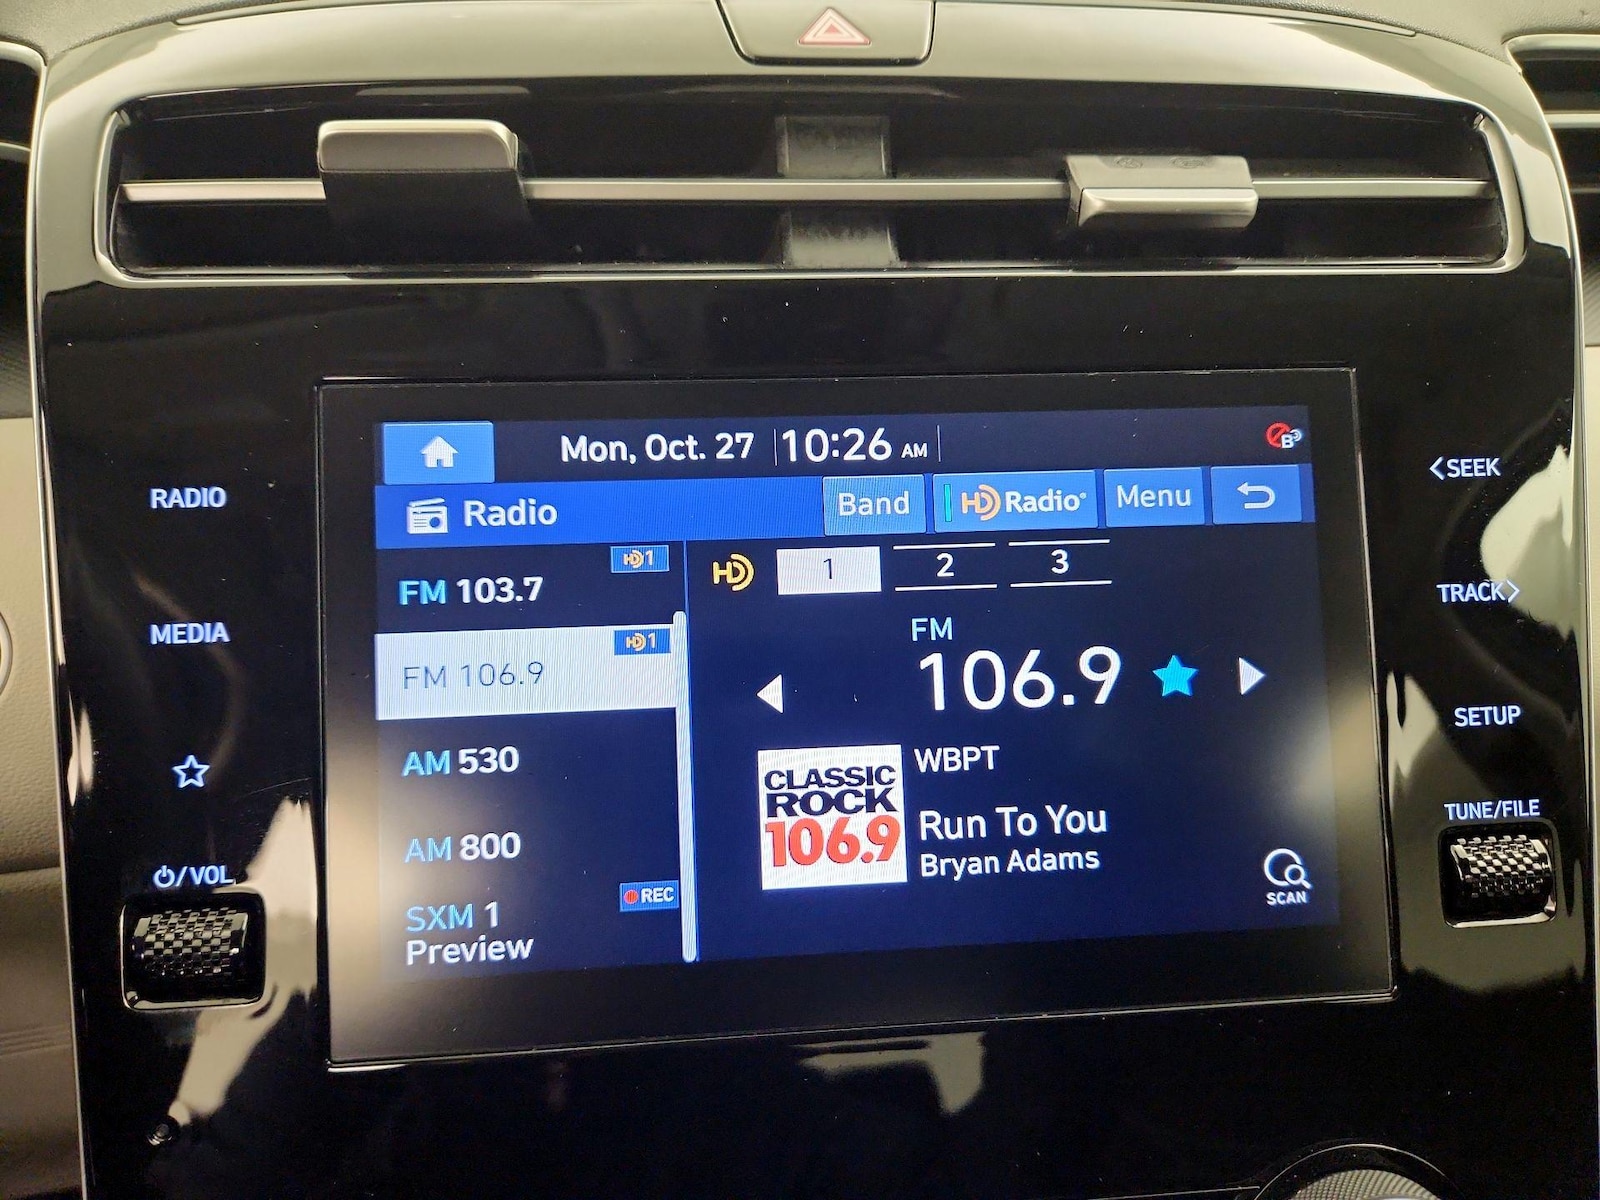 Mon, Oct. 27 10:26 AM
B
RADIO
MEDIA
/VOL
Radio
Band
HD Radio®
Menu
HD1
FM 103.7
HD1
FM 106.9
AM 530
AM 800
REC
SXM 1
Preview
HD 1 2 3
FM
106.9
CLASSIC
ROCK
106.9
WBPT
Run To You
Bryan Adams
SCAN
<SEEK
TRACK>
SETUP
TUNE/FILE